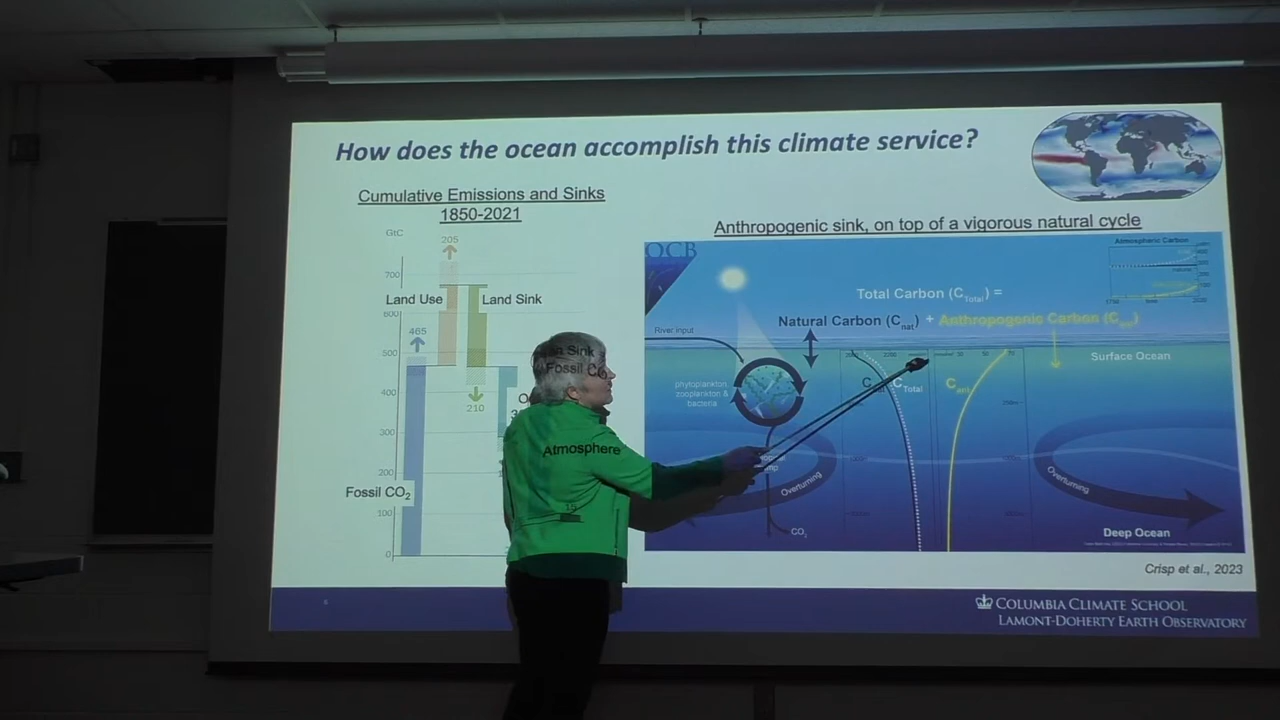 How does the ocean accomplish this climate service?
Cumulative Emissions and Sinks
1850-2021
GtC
205
700
Land Use
Land Sink
600
465
500
Sink
Fossil CO
400
210
300
Atmosphere
200
Fossil CO₂
15
100
0
Anthropogenic sink, on top of a vigorous natural cycle
OCB
Atmospheric Carbon
Total Carbon (C_Total) =
Natural Carbon (C_nat) + Anthropogenic Carbon (C_ant)
River input
Surface Ocean
phytoplankton
zooplankton &
bacteria
C_Total
C_ant
Overturning
Overturning
CO₂
Deep Ocean
Crisp et al., 2023
COLUMBIA CLIMATE SCHOOL
LAMONT-DOHERTY EARTH OBSERVATORY